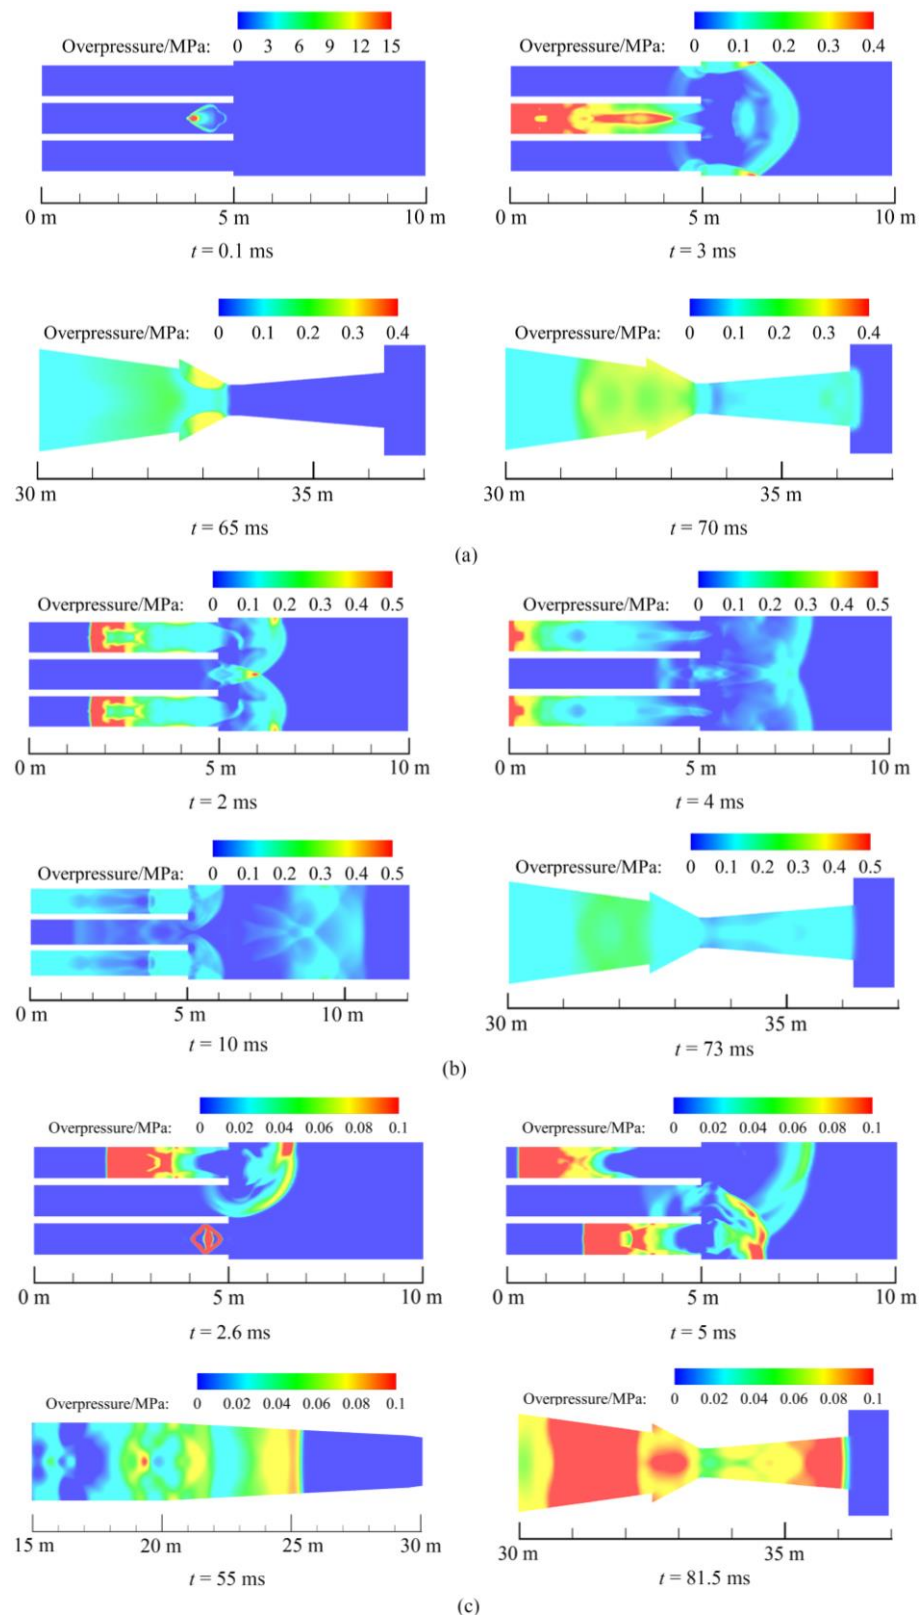 Overpressure/MPa: 0 3 6 9 12 15
0 m 5 m 10 m
t = 0.1 ms
Overpressure/MPa: 0 0.1 0.2 0.3 0.4
0 m 5 m 10 m
t = 3 ms
Overpressure/MPa: 0 0.1 0.2 0.3 0.4
30 m 35 m
t = 65 ms
Overpressure/MPa: 0 0.1 0.2 0.3 0.4
30 m 35 m
t = 70 ms
(a)
Overpressure/MPa: 0 0.1 0.2 0.3 0.4 0.5
0 m 5 m 10 m
t = 2 ms
Overpressure/MPa: 0 0.1 0.2 0.3 0.4 0.5
0 m 5 m 10 m
t = 4 ms
Overpressure/MPa: 0 0.1 0.2 0.3 0.4 0.5
0 m 5 m 10 m
t = 10 ms
Overpressure/MPa: 0 0.1 0.2 0.3 0.4 0.5
30 m 35 m
t = 73 ms
(b)
Overpressure/MPa: 0 0.02 0.04 0.06 0.08 0.1
0 m 5 m 10 m
t = 2.6 ms
Overpressure/MPa: 0 0.02 0.04 0.06 0.08 0.1
0 m 5 m 10 m
t = 5 ms
Overpressure/MPa: 0 0.02 0.04 0.06 0.08 0.1
15 m 20 m 25 m 30 m
t = 55 ms
Overpressure/MPa: 0 0.02 0.04 0.06 0.08 0.1
30 m 35 m
t = 81.5 ms
(c)